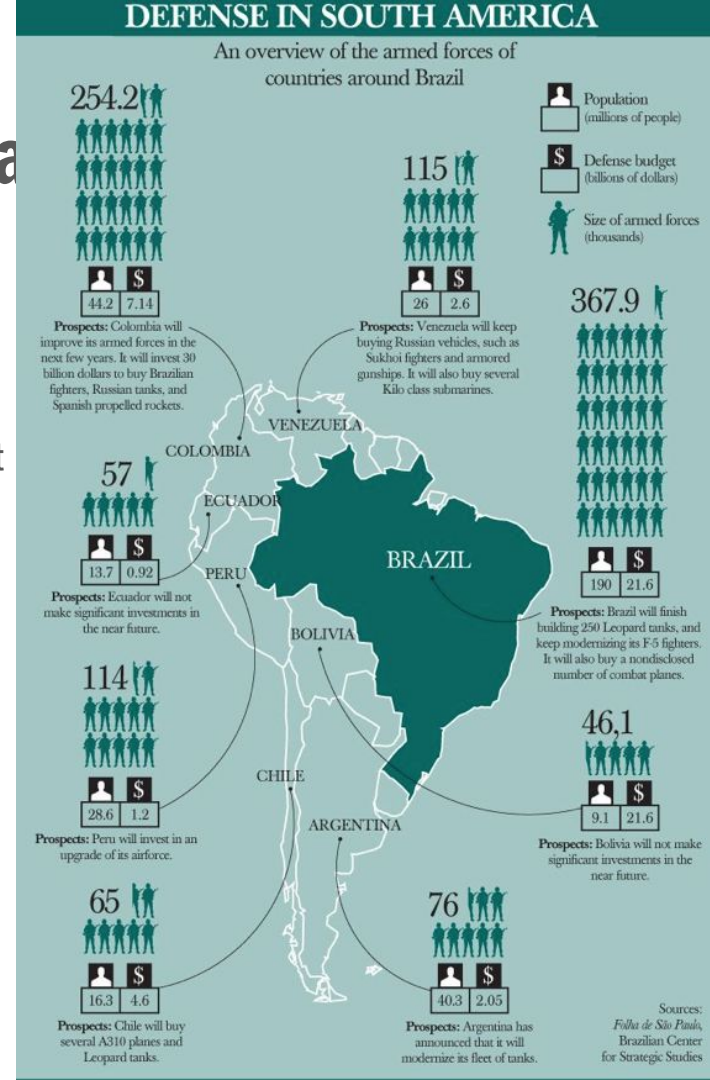 DEFENSE IN SOUTH AMERICA
An overview of the armed forces of
countries around Brazil
Population
(millions of people)
Defense budget
(billions of dollars)
Size of armed forces
(thousands)
254.2
$
44.2 7.14
Prospects: Colombia will
improve its armed forces in the
next few years. It will invest 30
billion dollars to buy Brazilian
fighters, Russian tanks, and
Spanish propelled rockets.
115
$
26 2.6
Prospects: Venezuela will keep
buying Russian vehicles, such as
Sukhoi fighters and armored
gunships. It will also buy several
Kilo class submarines.
367.9
$
190 21.6
Prospects: Brazil will finish
building 250 Leopard tanks, and
keep modernizing its F-5 fighters.
It will also buy a nondisclosed
number of combat planes.
VENEZUELA
COLOMBIA
ECUADOR
PERU
BRAZIL
BOLIVIA
CHILE
ARGENTINA
57
$
13.7 0.92
Prospects: Ecuador will not
make significant investments in
the near future.
114
$
28.6 1.2
Prospects: Peru will invest in an
upgrade of its airforce.
46,1
$
9.1 21.6
Prospects: Bolivia will not make
significant investments in the
near future.
65
$
16.3 4.6
Prospects: Chile will buy
several A310 planes and
Leopard tanks.
76
$
40.3 2.05
Prospects: Argentina has
announced that it will
modernize its fleet of tanks.
Sources:
Folha de São Paulo,
Brazilian Center
for Strategic Studies
a
t